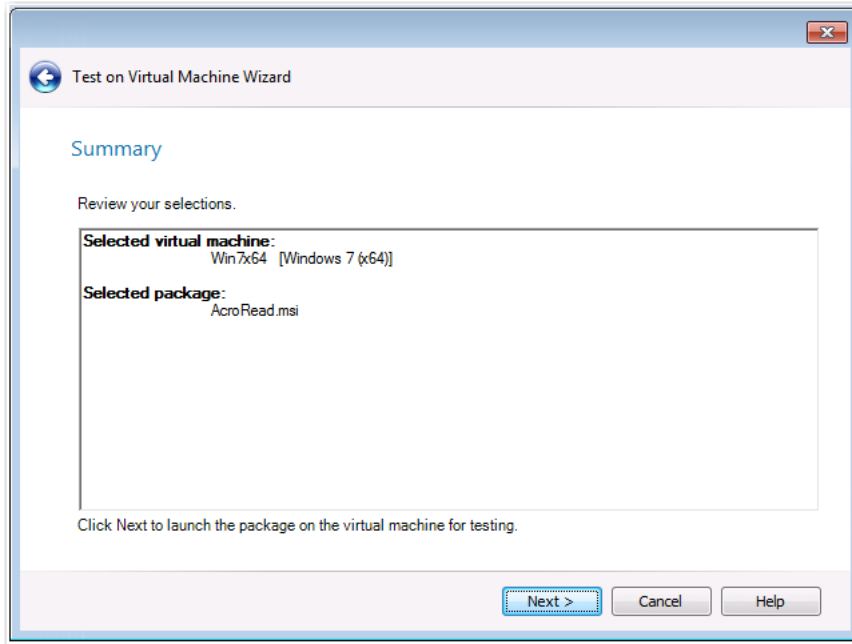 Test on Virtual Machine Wizard
Summary
Review your selections.
Selected virtual machine:
Win7x64 [Windows 7 (x64)]
Selected package:
AcroRead.msi
Click Next to launch the package on the virtual machine for testing.
Next >
Cancel
Help